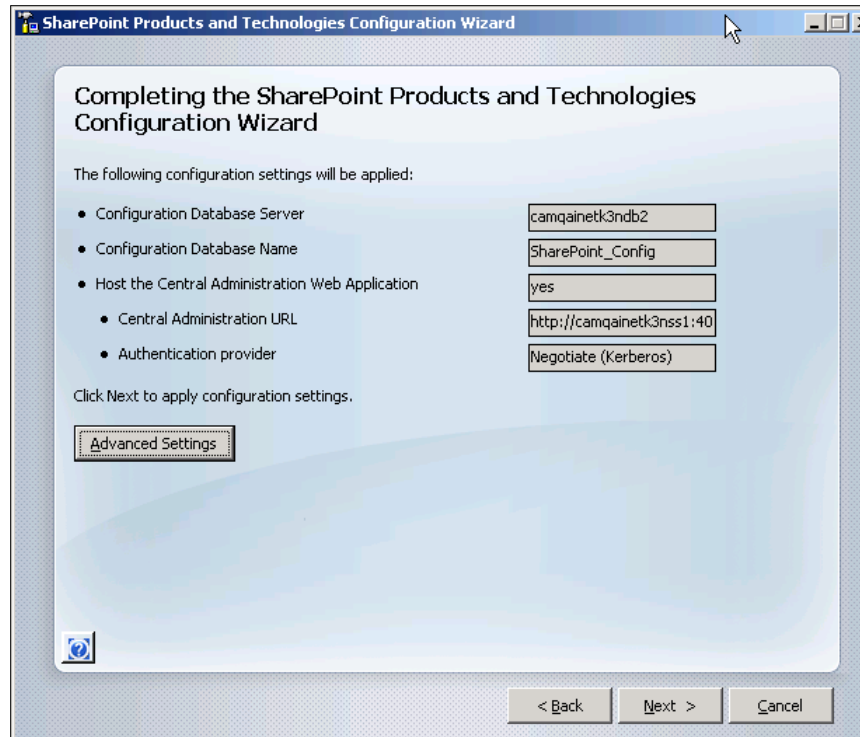 SharePoint Products and Technologies Configuration Wizard
Completing the SharePoint Products and Technologies
Configuration Wizard
The following configuration settings will be applied:
● Configuration Database Server camqainetk3ndb2
● Configuration Database Name SharePoint_Config
● Host the Central Administration Web Application yes
● Central Administration URL http://camqainetk3nss1:40
● Authentication provider Negotiate (Kerberos)
Click Next to apply configuration settings.
Advanced Settings
?
< Back Next > Cancel